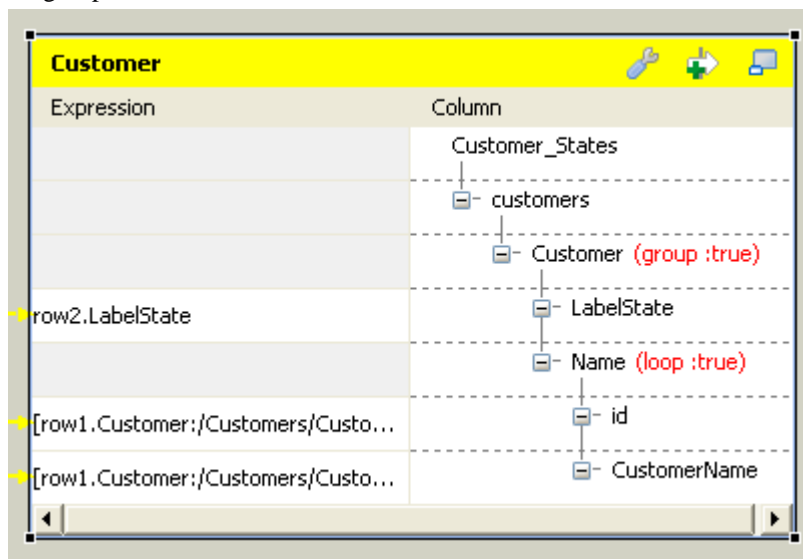 Customer
Expression Column
Customer_States
customers
Customer (group :true)
row2.LabelState LabelState
Name (loop :true)
[row1.Customer:/Customers/Custo... id
[row1.Customer:/Customers/Custo... CustomerName